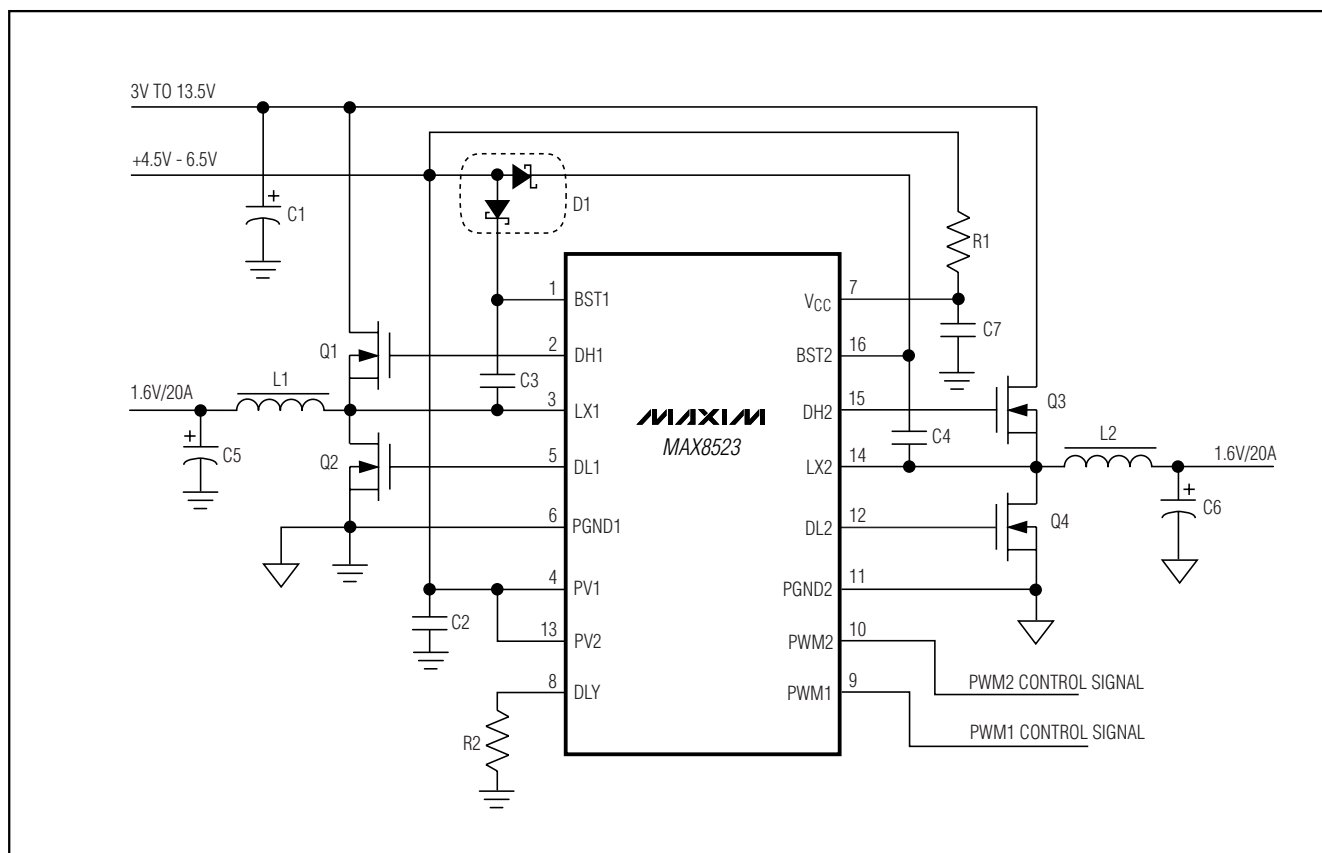 3V TO 13.5V
+4.5V - 6.5V
+
C1
D1
R1
1
BST1
VCC
7
C7
Q1
2
DH1
BST2
16
C3
1.6V/20A
L1
3
LX1
MAXIM
MAX8523
DH2
15
Q3
C4
L2
+
C5
Q2
5
DL1
LX2
14
1.6V/20A
+
C6
6
PGND1
DL2
12
Q4
4
PV1
PGND2
11
C2
13
PV2
PWM2
10
PWM2 CONTROL SIGNAL
8
DLY
PWM1
9
PWM1 CONTROL SIGNAL
R2